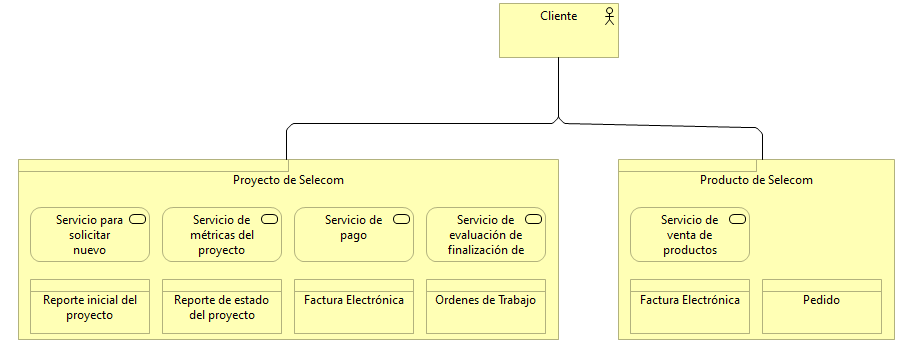 Cliente
Proyecto de Selecom
Servicio para
solicitar
nuevo
Servicio de
métricas del
proyecto
Servicio de
pago
Servicio de
evaluación de
finalización de
Reporte inicial del
proyecto
Reporte de estado
del proyecto
Factura Electrónica
Ordenes de Trabajo
Producto de Selecom
Servicio de
venta de
productos
Factura Electrónica
Pedido